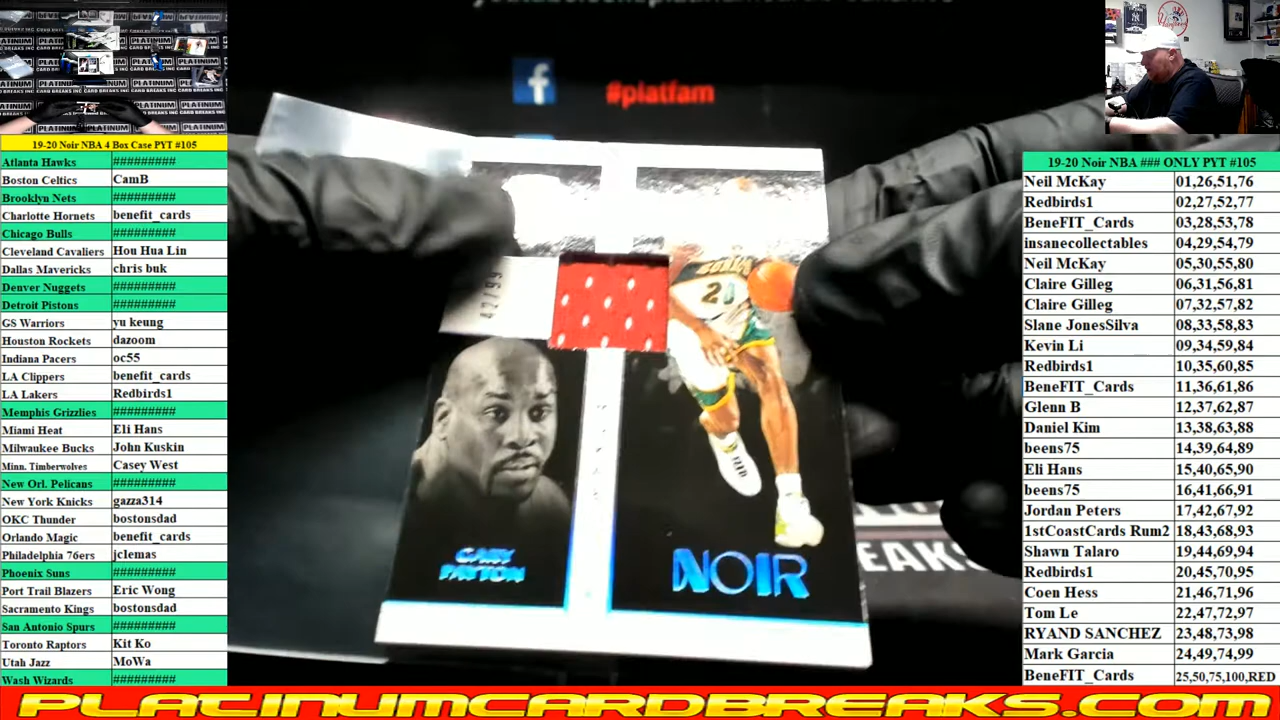 #platfam
19-20 Noir NBA 4 Box Case PYT #105
Atlanta Hawks #########
Boston Celtics CamB
Brooklyn Nets #########
Charlotte Hornets benefit_cards
Chicago Bulls #########
Cleveland Cavaliers Hou Hua Lin
Dallas Mavericks chris buk
Denver Nuggets #########
Detroit Pistons #########
GS Warriors yu keung
Houston Rockets dazoom
Indiana Pacers oc55
LA Clippers benefit_cards
LA Lakers Redbirds1
Memphis Grizzlies #########
Miami Heat Eli Hans
Milwaukee Bucks John Kuskin
Minn. Timberwolves Casey West
New Orl. Pelicans #########
New York Knicks gazza314
OKC Thunder bostonsdad
Orlando Magic benefit_cards
Philadelphia 76ers jclemas
Phoenix Suns #########
Port Trail Blazers Eric Wong
Sacramento Kings bostonsdad
San Antonio Spurs #########
Toronto Raptors Kit Ko
Utah Jazz MoWa
Wash Wizards #########
42/99
20
GARY
PAYTON
NOIR
BREAKS
19-20 Noir NBA ### ONLY PYT #105
Neil McKay 01,26,51,76
Redbirds1 02,27,52,77
BeneFIT_Cards 03,28,53,78
insanecollectables 04,29,54,79
Neil McKay 05,30,55,80
Claire Gilleg 06,31,56,81
Claire Gilleg 07,32,57,82
Slane JonesSilva 08,33,58,83
Kevin Li 09,34,59,84
Redbirds1 10,35,60,85
BeneFIT_Cards 11,36,61,86
Glenn B 12,37,62,87
Daniel Kim 13,38,63,88
beens75 14,39,64,89
Eli Hans 15,40,65,90
beens75 16,41,66,91
Jordan Peters 17,42,67,92
1stCoastCards Rum2 18,43,68,93
Shawn Talaro 19,44,69,94
Redbirds1 20,45,70,95
Coen Hess 21,46,71,96
Tom Le 22,47,72,97
RYAND SANCHEZ 23,48,73,98
Mark Garcia 24,49,74,99
BeneFIT_Cards 25,50,75,100,RED
PLATINUMCARDBREAKS.COM